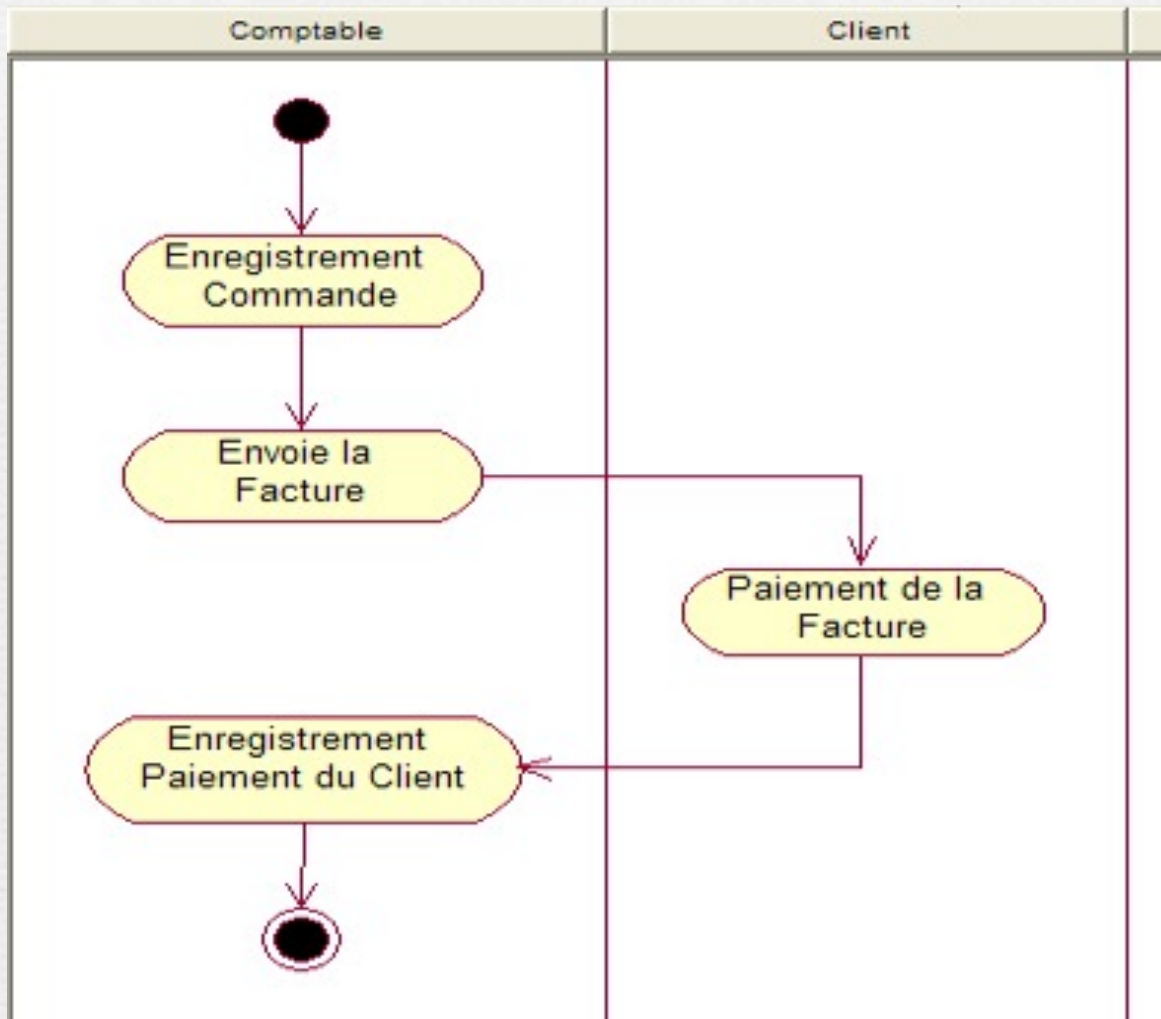 Comptable
Client
Enregistrement
Commande
Envoie la
Facture
Paiement de la
Facture
Enregistrement
Paiement du Client